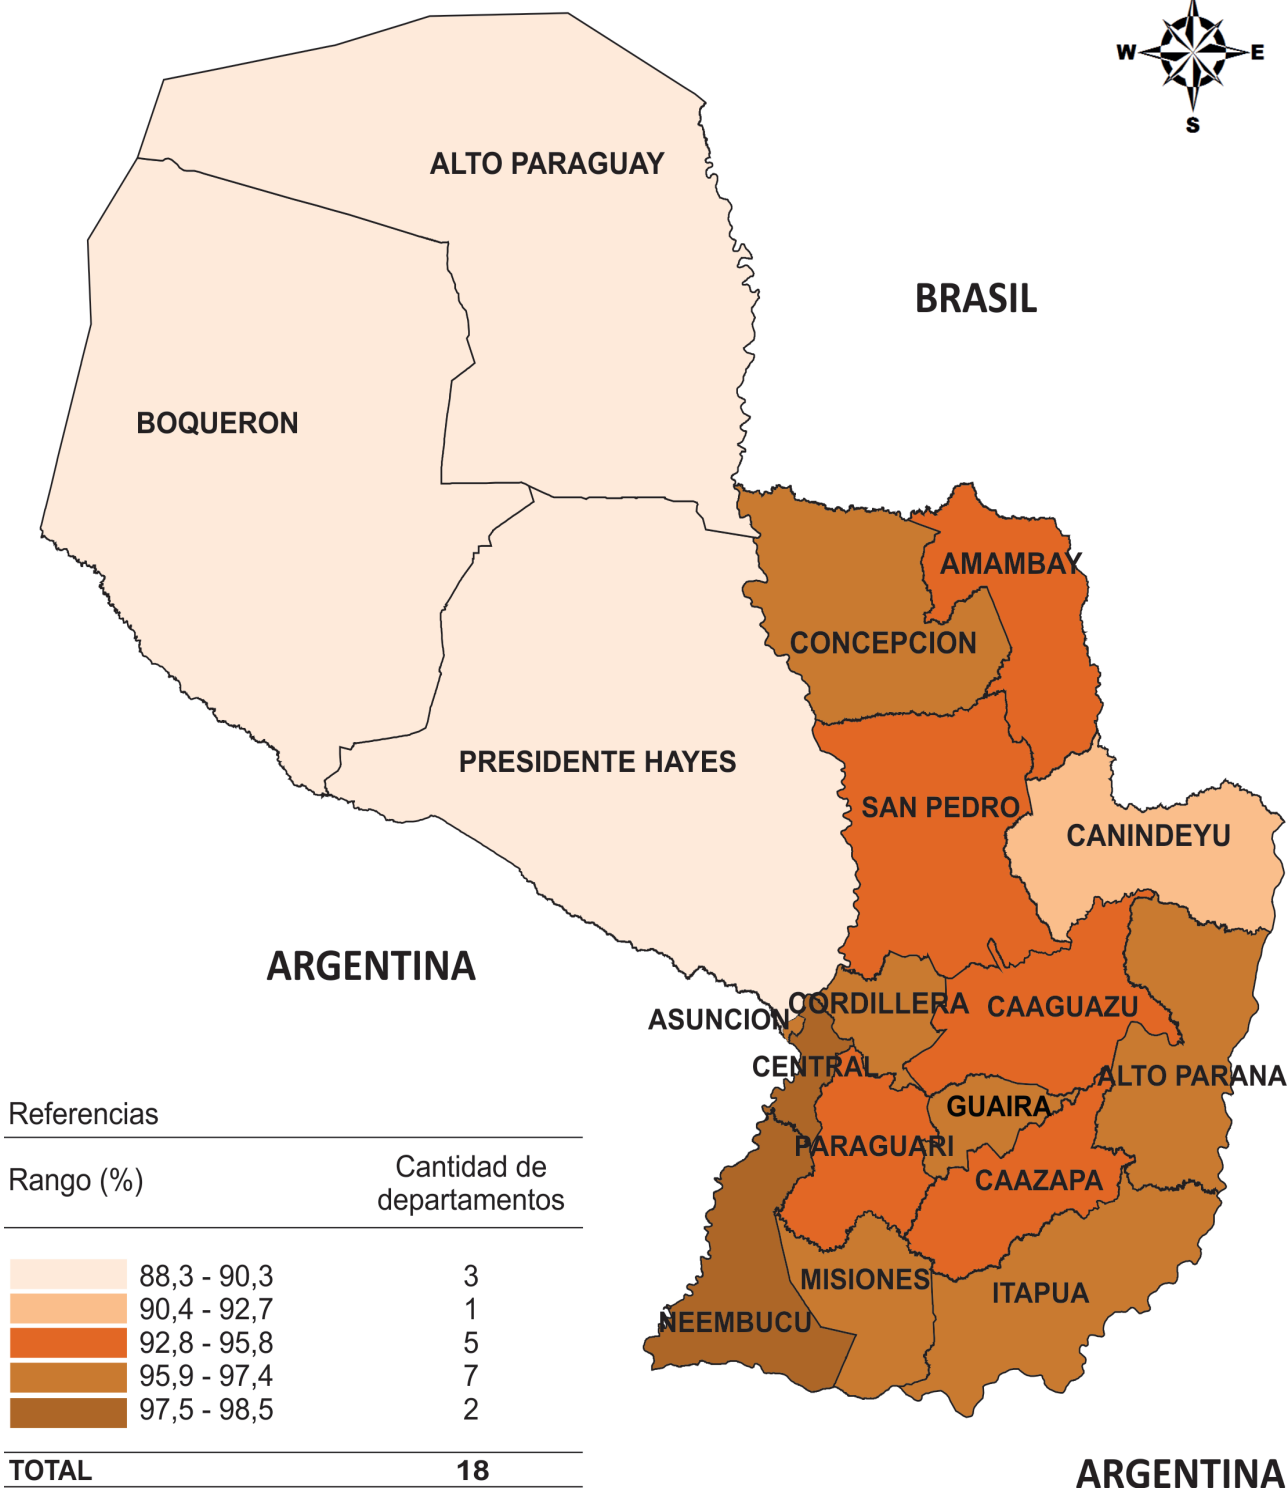 W E
S
ALTO PARAGUAY
BRASIL
BOQUERON
AMAMBAY
CONCEPCION
PRESIDENTE HAYES
SAN PEDRO
CANINDEYU
ARGENTINA
CORDILLERA
CAAGUAZU
ASUNCION
CENTRAL
ALTO PARANA
GUAIRA
PARAGUARI
CAAZAPA
MISIONES
ITAPUA
NEEMBUCU
Referencias
Rango (%) Cantidad de
departamentos
88,3 - 90,3 3
90,4 - 92,7 1
92,8 - 95,8 5
95,9 - 97,4 7
97,5 - 98,5 2
TOTAL 18
ARGENTINA